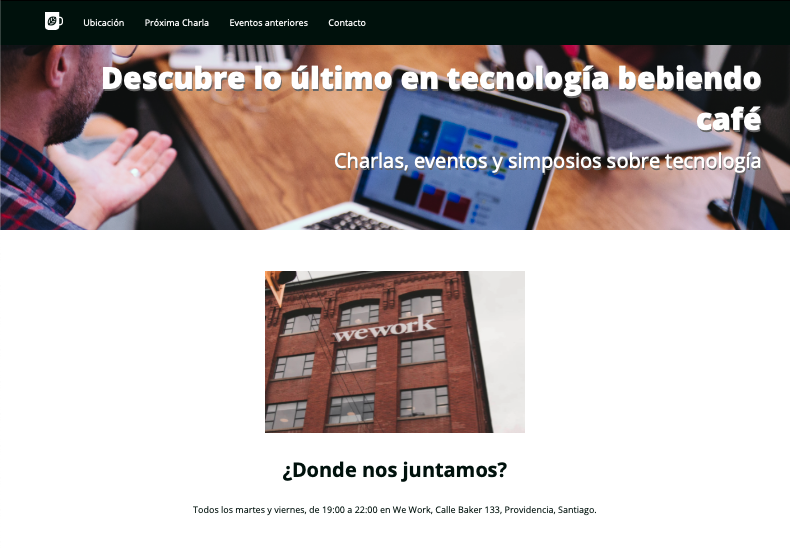 Ubicación Próxima Charla Eventos anteriores Contacto
Descubre lo último en tecnología bebiendo
café
Charlas, eventos y simposios sobre tecnología
wework
¿Donde nos juntamos?
Todos los martes y viernes, de 19:00 a 22:00 en We Work, Calle Baker 133, Providencia, Santiago.